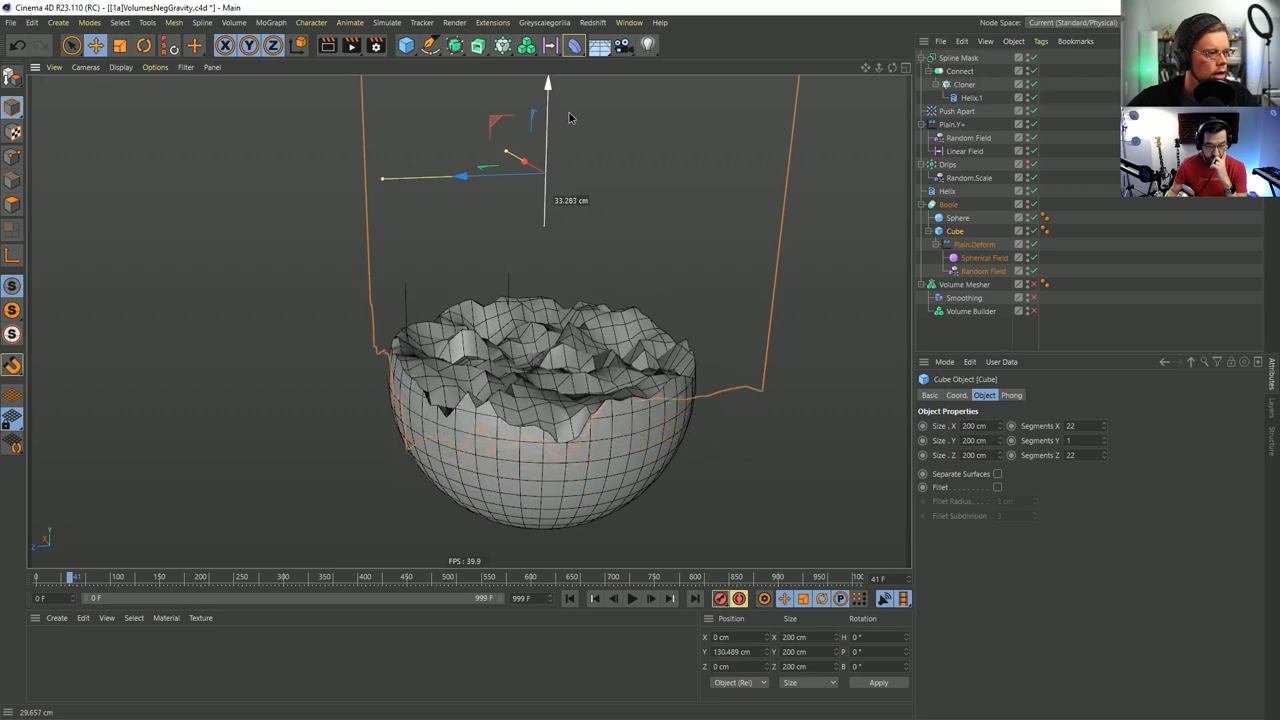 Cinema 4D R23.110 (RC) - [[1a]VolumesNegGravity.c4d *] - Main
File Edit Create Modes Select Tools Mesh Spline Volume MoGraph Character Animate Simulate Tracker Render Extensions Greyscalegorilla Redshift Window Help
Node Space: Current (Standard/Physical)
X Y Z
File Edit View Object Tags Bookmarks
View Cameras Display Options Filter Panel
Spline Mask
Connect
Cloner
Helix.1
Push Apart
Plain.Y+
Random Field
Linear Field
Drips
Random.Scale
Helix
Boole
Sphere
Cube
Plain.Deform
Spherical Field
Random Field
Volume Mesher
Smoothing
Volume Builder
33.283 cm
Mode Edit User Data
Cube Object [Cube]
Basic Coord. Object Phong
Object Properties
Size . X 200 cm Segments X 22
Size . Y 200 cm Segments Y 1
Size . Z 200 cm Segments Z 22
Separate Surfaces
Fillet
Fillet Radius
Fillet Subdivision
Attributes
Layers
Structure
Y
X
Z
FPS : 39.9
0 41 100 150 200 250 300 350 400 450 500 550 600 650 700 750 800 850 900 950 100 41 F
0 F 0 F 999 F 999 F
Create Edit View Select Material Texture
Position Size Rotation
X 0 cm X 200 cm H 0 °
Y 130.489 cm Y 200 cm P 0 °
Z 0 cm Z 200 cm B 0 °
Object (Rel) Size Apply
29.657 cm